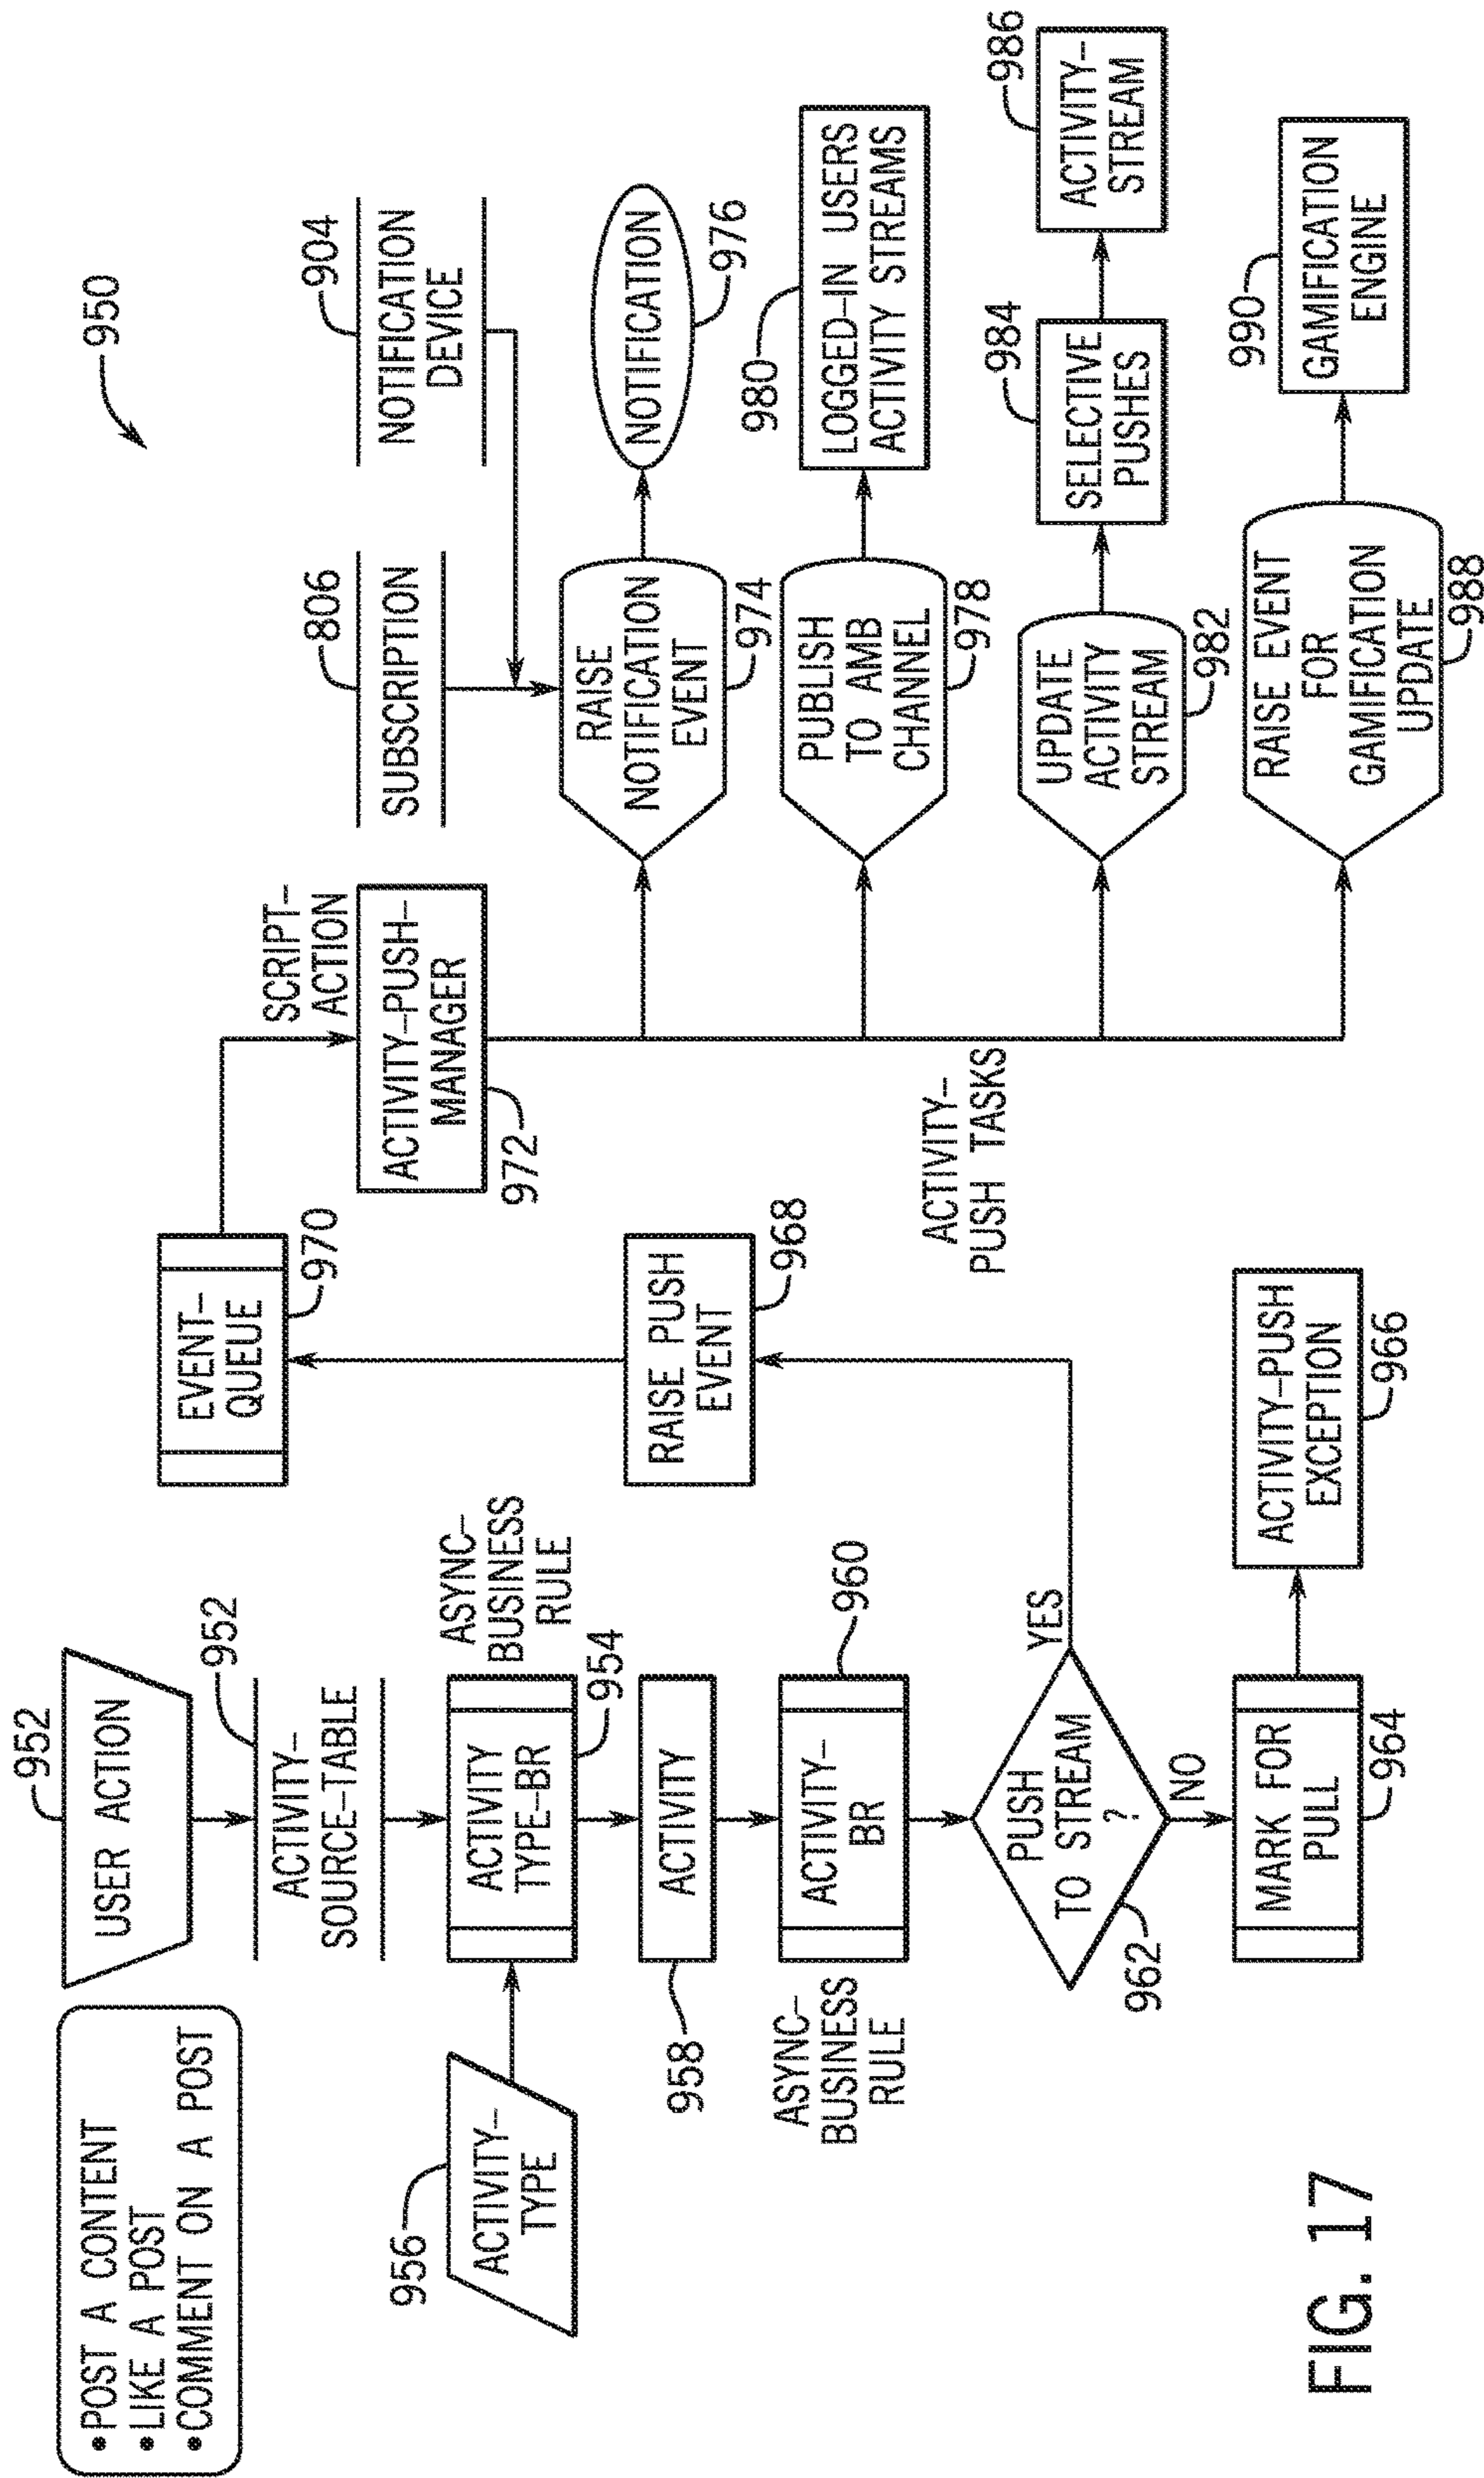 950
• POST A CONTENT
• LIKE A POST
• COMMENT ON A POST
952
USER ACTION
952
ACTIVITY–
SOURCE–TABLE
956
ACTIVITY–
TYPE
ACTIVITY
TYPE–BR
954
ASYNC–
BUSINESS
RULE
ACTIVITY
958
ASYNC–
BUSINESS
RULE
ACTIVITY–
BR
960
PUSH
TO STREAM
?
962
YES
NO
MARK FOR
PULL
964
ACTIVITY–PUSH
EXCEPTION
966
RAISE PUSH
EVENT
968
EVENT–
QUEUE
970
SCRIPT–
ACTION
ACTIVITY–PUSH–
MANAGER
972
ACTIVITY–
PUSH TASKS
806
SUBSCRIPTION
904
NOTIFICATION
DEVICE
RAISE
NOTIFICATION
EVENT
974
NOTIFICATION
976
PUBLISH
TO AMB
CHANNEL
978
980
LOGGED–IN USERS
ACTIVITY STREAMS
UPDATE
ACTIVITY
STREAM
982
984
SELECTIVE
PUSHES
986
ACTIVITY–
STREAM
RAISE EVENT
FOR
GAMIFICATION
UPDATE
988
990
GAMIFICATION
ENGINE
FIG. 17